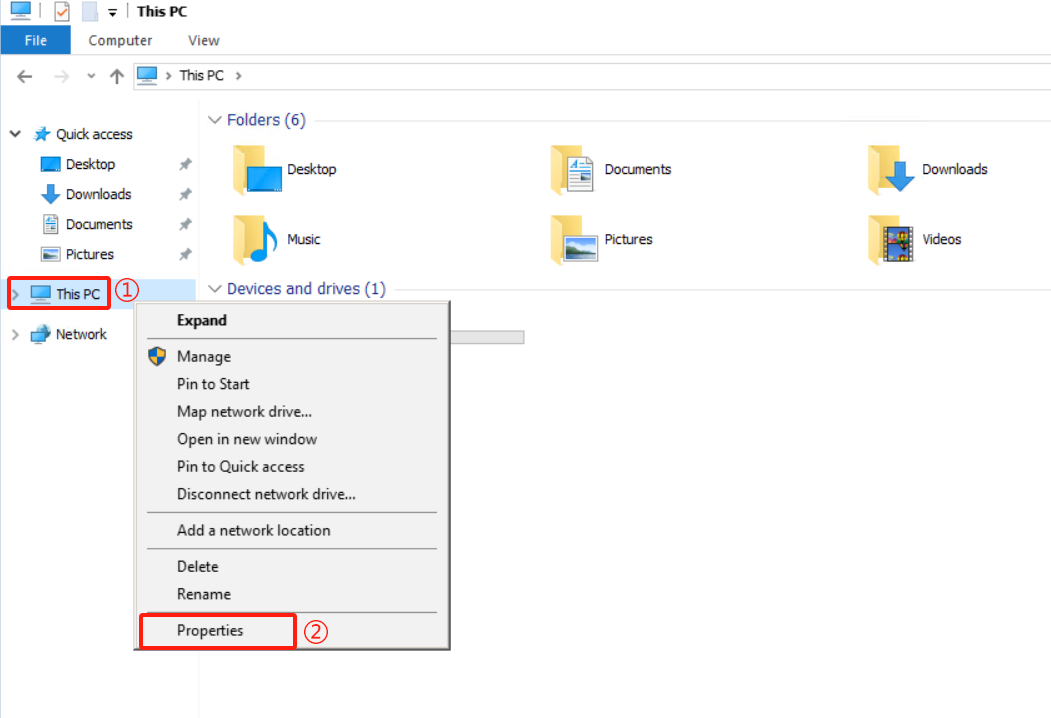 This PC
File Computer View
This PC
Quick access
Desktop
Downloads
Documents
Pictures
This PC ①
Network
Folders (6)
Desktop Documents Downloads
Music Pictures Videos
Devices and drives (1)
Expand
Manage
Pin to Start
Map network drive...
Open in new window
Pin to Quick access
Disconnect network drive...
Add a network location
Delete
Rename
Properties ②